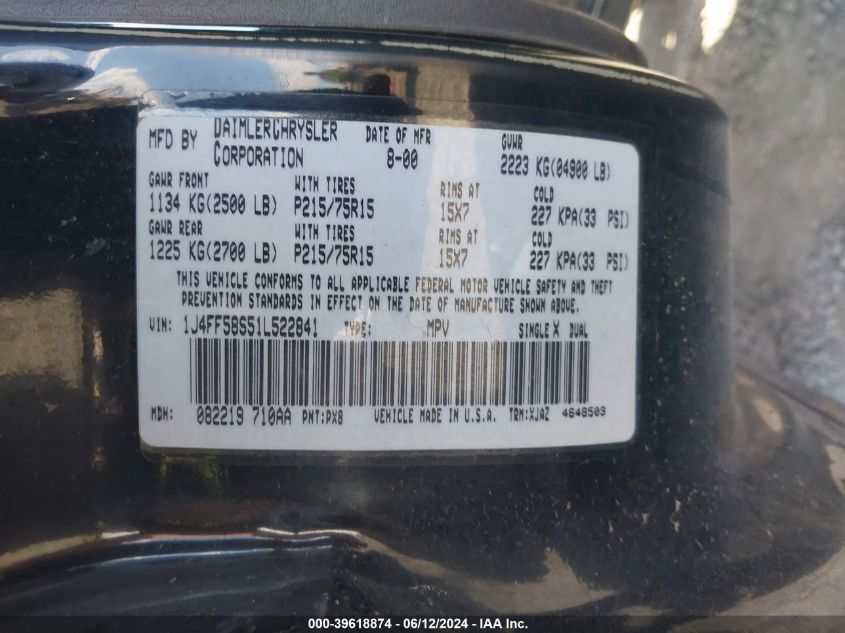 MFD BY DAIMLERCHRYSLER CORPORATION DATE OF MFR 8-00 GVWR 2223 KG(04900 LB)
GAWR FRONT WITH TIRES RIMS AT COLD
1134 KG(2500 LB) P215/75R15 15X7 227 KPA(33 PSI)
GAWR REAR WITH TIRES RIMS AT COLD
1225 KG(2700 LB) P215/75R15 15X7 227 KPA(33 PSI)
THIS VEHICLE CONFORMS TO ALL APPLICABLE FEDERAL MOTOR VEHICLE SAFETY AND THEFT
PREVENTION STANDARDS IN EFFECT ON THE DATE OF MANUFACTURE SHOWN ABOVE.
VIN: 1J4FF58S51L522841 TYPE: MPV SINGLE X DUAL
MDH: 082219 710AA PNT:PX8 VEHICLE MADE IN U.S.A. TRM:XJAZ 4648503
000-39618874 - 06/12/2024 - IAA Inc.